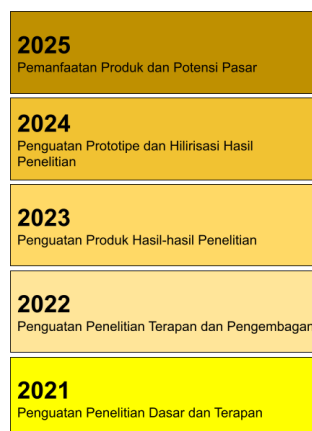 2025
Pemanfaatan Produk dan Potensi Pasar
2024
Penguatan Prototipe dan Hilirisasi Hasil
Penelitian
2023
Penguatan Produk Hasil-hasil Penelitian
2022
Penguatan Penelitian Terapan dan Pengembagan
2021
Penguatan Penelitian Dasar dan Terapan